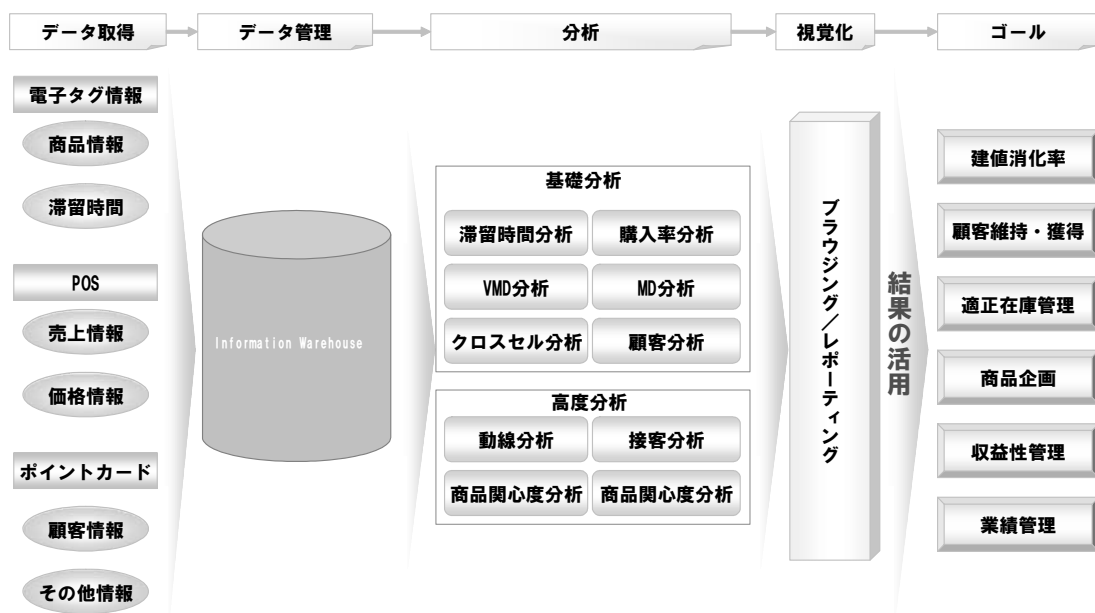 データ取得
データ管理
分析
視覚化
ゴール
電子タグ情報
商品情報
滞留時間
POS
売上情報
価格情報
ポイントカード
顧客情報
その他情報
Information Warehouse
基礎分析
滞留時間分析
購入率分析
VMD分析
MD分析
クロスセル分析
顧客分析
高度分析
動線分析
接客分析
商品関心度分析
商品関心度分析
ブラウジング／レポーティング
結果の活用
建値消化率
顧客維持・獲得
適正在庫管理
商品企画
収益性管理
業績管理